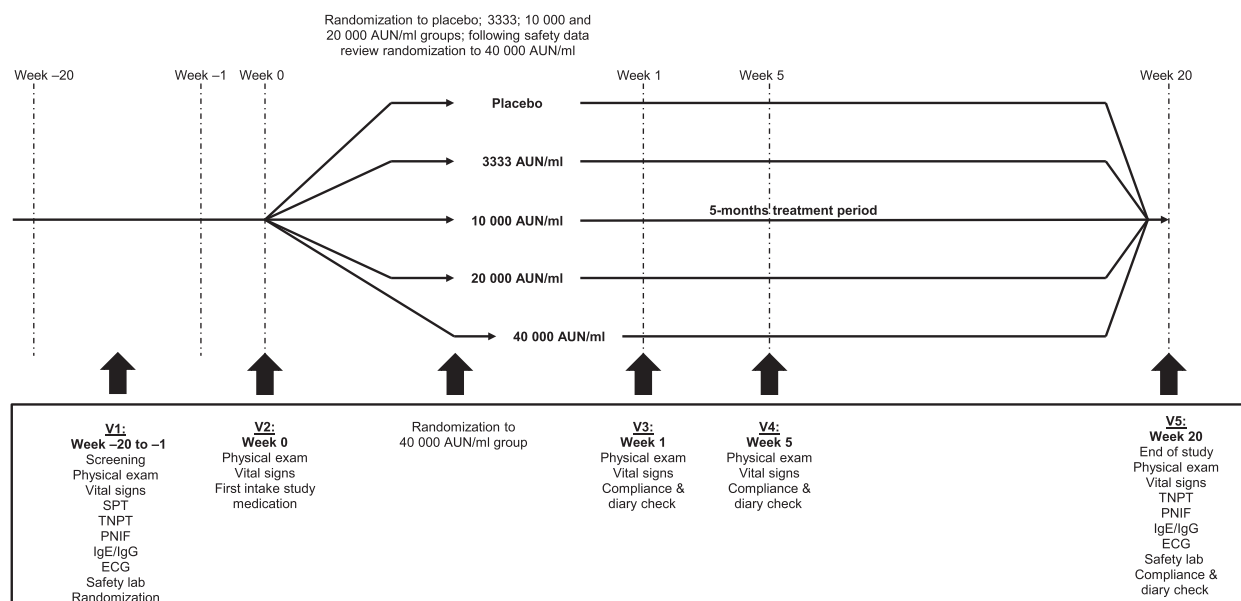 Randomization to placebo; 3333; 10 000 and
20 000 AUN/ml groups; following safety data
review randomization to 40 000 AUN/ml
Week –20
Week –1
Week 0
Week 1
Week 5
Week 20
Placebo
3333 AUN/ml
10 000 AUN/ml
5-months treatment period
20 000 AUN/ml
40 000 AUN/ml
V1:
Week –20 to –1
Screening
Physical exam
Vital signs
SPT
TNPT
PNIF
IgE/IgG
ECG
Safety lab
Randomization
V2:
Week 0
Physical exam
Vital signs
First intake study
medication
Randomization to
40 000 AUN/ml group
V3:
Week 1
Physical exam
Vital signs
Compliance &
diary check
V4:
Week 5
Physical exam
Vital signs
Compliance &
diary check
V5:
Week 20
End of study
Physical exam
Vital signs
TNPT
PNIF
IgE/IgG
ECG
Safety lab
Compliance &
diary check